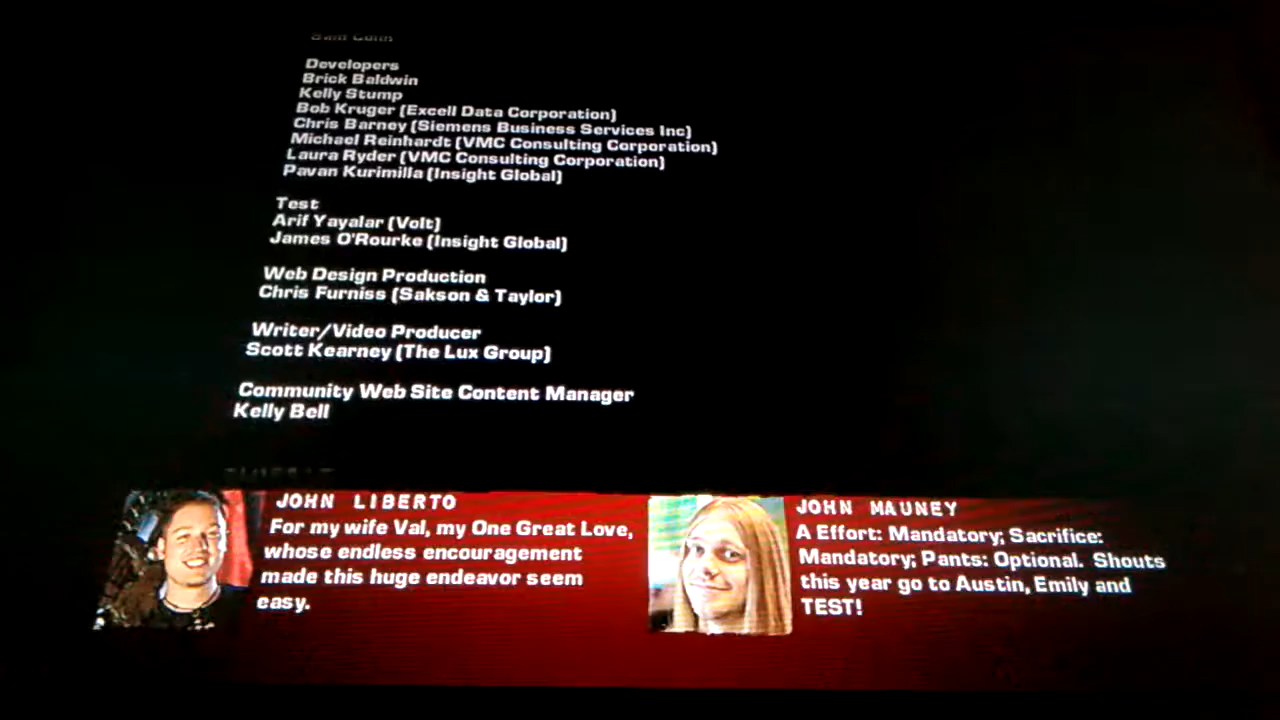 Developers
Brick Baldwin
Kelly Stump
Bob Kruger (Excell Data Corporation)
Chris Barney (Siemens Business Services Inc)
Michael Reinhardt (VMC Consulting Corporation)
Laura Ryder (VMC Consulting Corporation)
Pavan Kurimilla (Insight Global)
Test
Arif Yayalar (Volt)
James O'Rourke (Insight Global)
Web Design Production
Chris Furniss (Sakson & Taylor)
Writer/Video Producer
Scott Kearney (The Lux Group)
Community Web Site Content Manager
Kelly Bell
JOHN LIBERTO
For my wife Val, my One Great Love,
whose endless encouragement
made this huge endeavor seem
easy.
JOHN MAUNEY
A Effort: Mandatory; Sacrifice:
Mandatory; Pants: Optional. Shouts
this year go to Austin, Emily and
TEST!